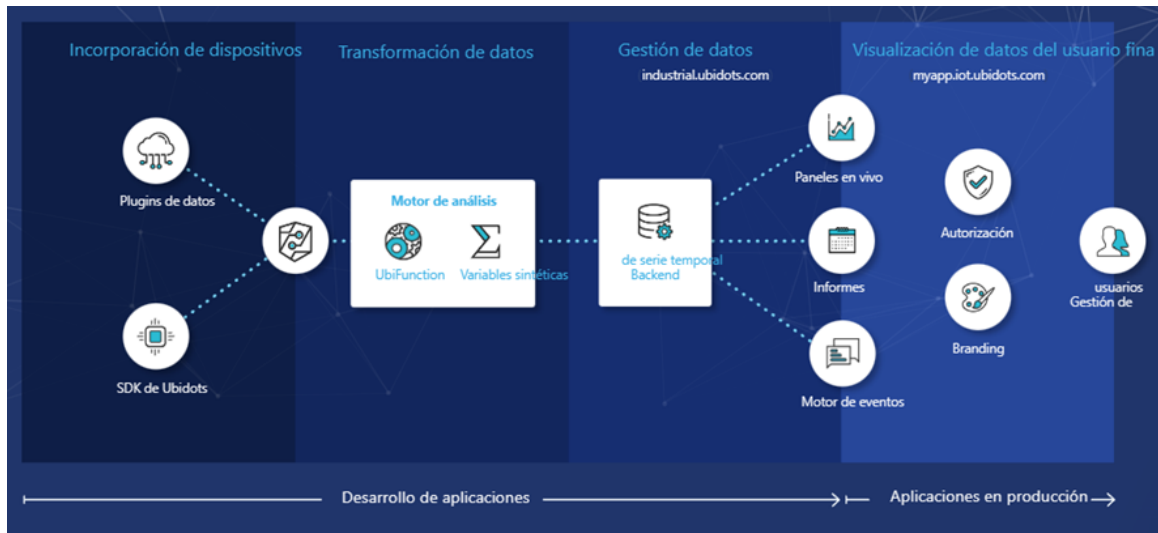 Incorporación de dispositivos
Transformación de datos
Gestión de datos
industrial.ubidots.com
Visualización de datos del usuario fina
myapp.iot.ubidots.com
Plugins de datos
SDK de Ubidots
Motor de análisis
UbiFunction
Variables sintéticas
de serie temporal
Backend
Paneles en vivo
Informes
Motor de eventos
Autorización
Branding
usuarios
Gestión de
Desarrollo de aplicaciones
Aplicaciones en producción